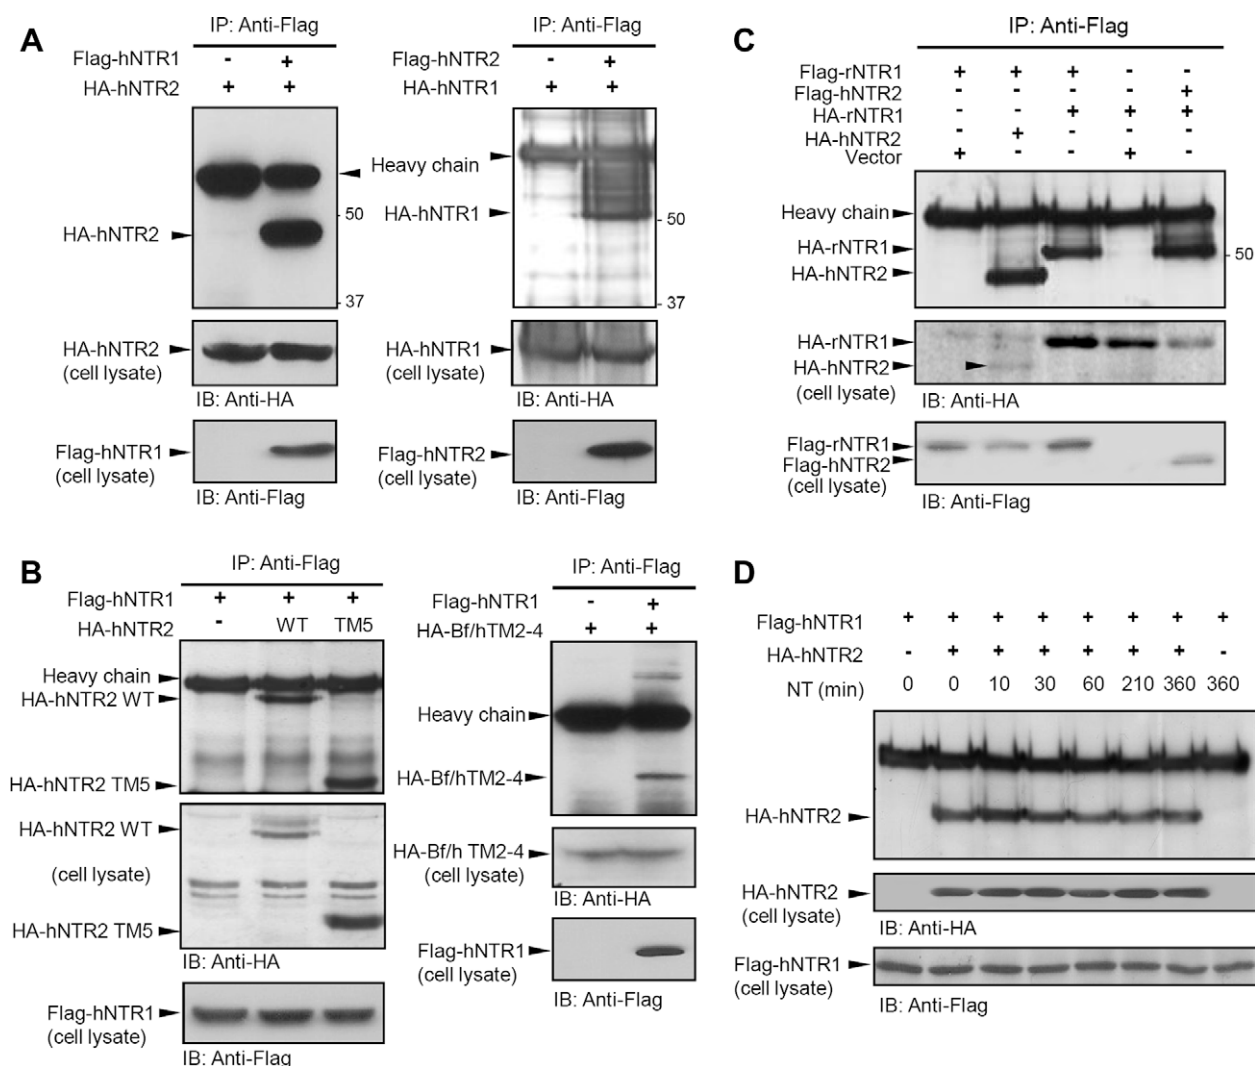 A
IP: Anti-Flag
Flag-hNTR1 - +
HA-hNTR2 + +
50
HA-hNTR2
37
HA-hNTR2
(cell lysate)
IB: Anti-HA
Flag-hNTR1
(cell lysate)
IB: Anti-Flag
IP: Anti-Flag
Flag-hNTR2 - +
HA-hNTR1 + +
Heavy chain
HA-hNTR1
50
37
HA-hNTR1
(cell lysate)
IB: Anti-HA
Flag-hNTR2
(cell lysate)
IB: Anti-Flag
B
IP: Anti-Flag
Flag-hNTR1 + + +
HA-hNTR2 - WT TM5
Heavy chain
HA-hNTR2 WT
HA-hNTR2 TM5
HA-hNTR2 WT
(cell lysate)
HA-hNTR2 TM5
IB: Anti-HA
Flag-hNTR1
(cell lysate)
IB: Anti-Flag
IP: Anti-Flag
Flag-hNTR1 - +
HA-Bf/hTM2-4 + +
Heavy chain
HA-Bf/hTM2-4
HA-Bf/h TM2-4
(cell lysate)
IB: Anti-HA
Flag-hNTR1
(cell lysate)
IB: Anti-Flag
C
IP: Anti-Flag
Flag-rNTR1 + + + - -
Flag-hNTR2 - - - - +
HA-rNTR1 - - + + +
HA-hNTR2 - + - - -
Vector + - - + -
Heavy chain
HA-rNTR1
50
HA-hNTR2
HA-rNTR1
HA-hNTR2
(cell lysate)
IB: Anti-HA
Flag-rNTR1
Flag-hNTR2
(cell lysate)
IB: Anti-Flag
D
Flag-hNTR1 + + + + + + + +
HA-hNTR2 - + + + + + + -
NT (min) 0 0 10 30 60 210 360 360
HA-hNTR2
HA-hNTR2
(cell lysate)
IB: Anti-HA
Flag-hNTR1
(cell lysate)
IB: Anti-Flag